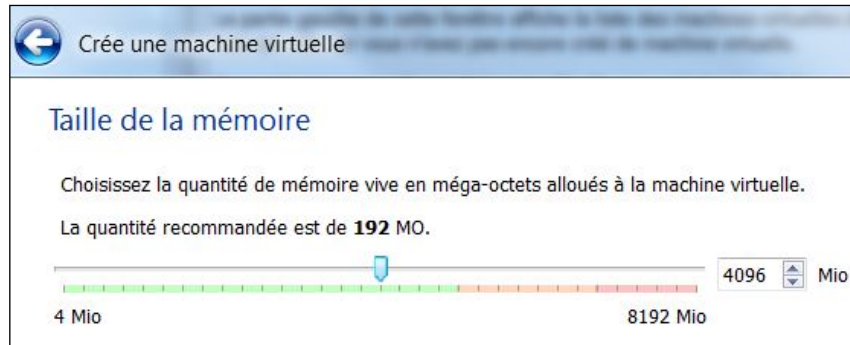 Crée une machine virtuelle
Taille de la mémoire
Choisissez la quantité de mémoire vive en méga-octets alloués à la machine virtuelle.
La quantité recommandée est de 192 MO.
4096 Mio
4 Mio 8192 Mio